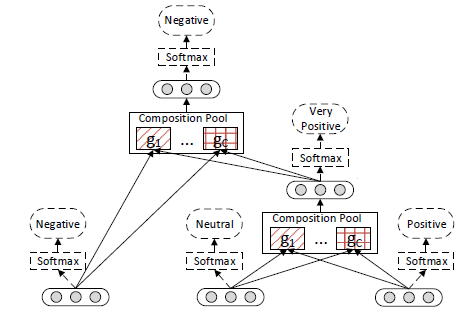 Negative
Softmax
Composition Pool
g1 ... gC
Very
Positive
Softmax
Negative
Neutral
Composition Pool
Positive
Softmax
Softmax
g1 ... gC
Softmax